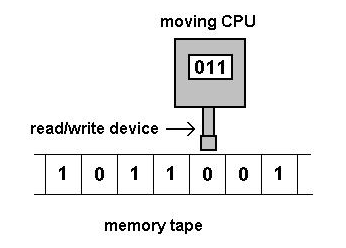 moving CPU
011
read/write device
1 0 1 1 0 0 1
memory tape